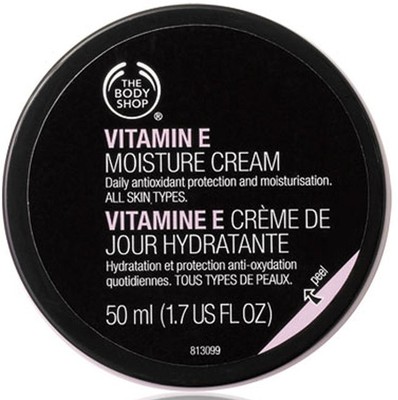 THE
BODY
SHOP
®
VITAMIN E
MOISTURE CREAM
Daily antioxidant protection and moisturisation.
ALL SKIN TYPES.
VITAMINE E CRÈME DE
JOUR HYDRATANTE
Hydratation et protection anti-oxydation
quotidiennes. TOUS TYPES DE PEAUX.
peel
50 ml (1.7 US FL OZ)
813099